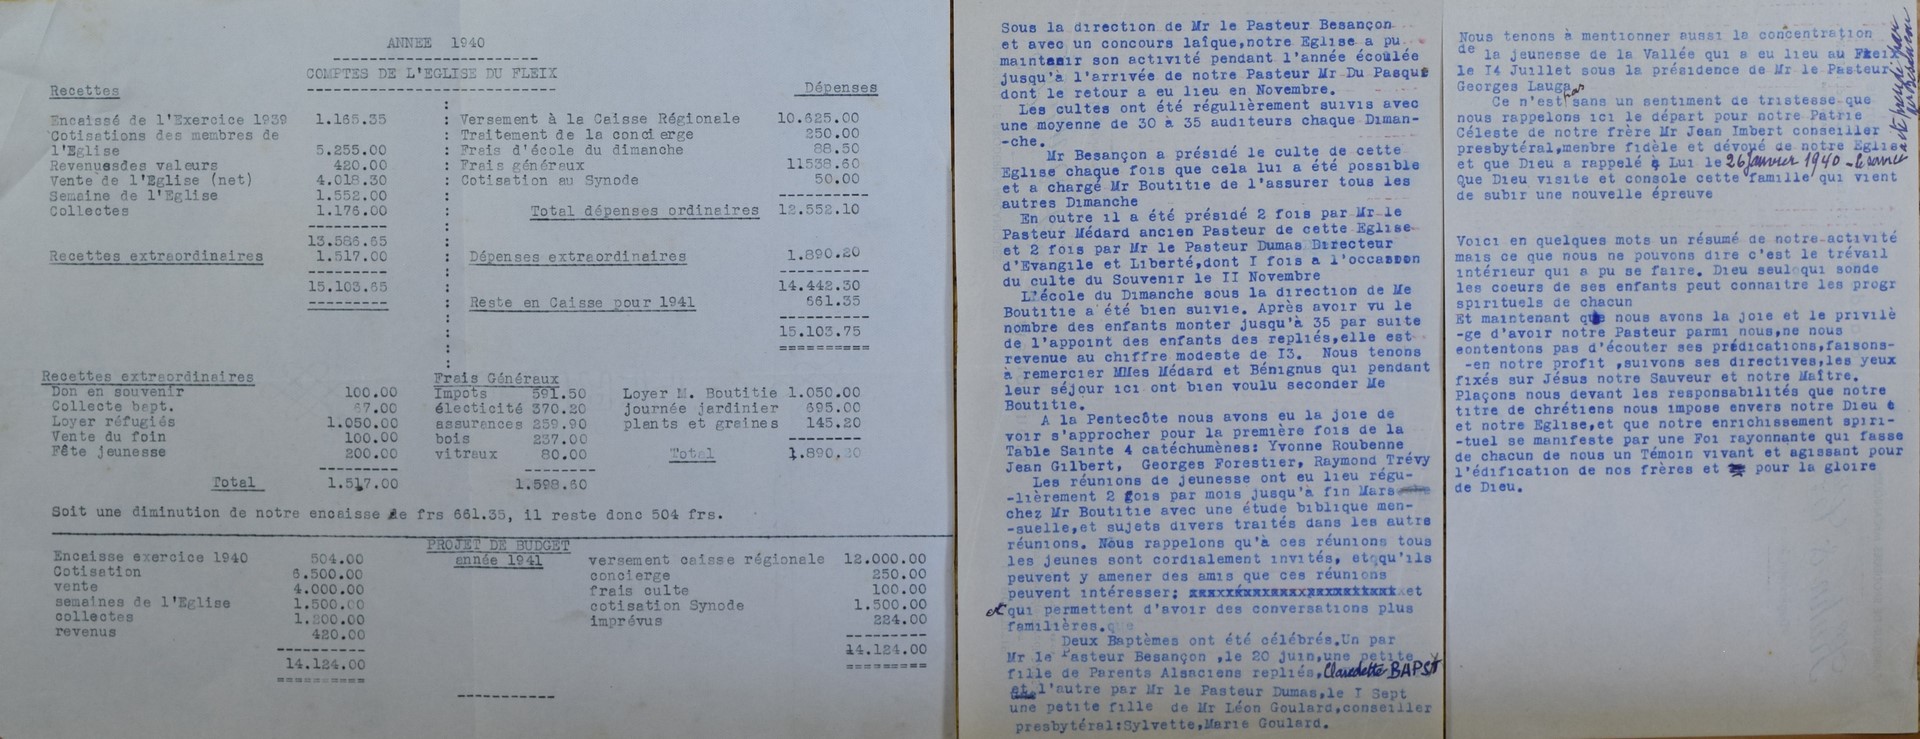 ANNEE 1940
COMPTES DE L'EGLISE DU FLEIX
Recettes
Dépenses
Encaissé de l'Exercice 1939 1.165.35 : Versement à la Caisse Régionale 10.625.00
Cotisations des membres de : Traitement de la concierge 250.00
l'Eglise 5.255.00 : Frais d'école du dimanche 88.50
Revenuesdes valeurs 420.00 : Frais généraux 11538.60
Vente de l'Eglise (net) 4.018.30 : Cotisation au Synode 50.00
Semaine de l'Eglise 1.552.00
Collectes 1.176.00 : Total dépenses ordinaires 12.552.10
13.586.65
Recettes extraordinaires 1.517.00 : Dépenses extraordinaires 1.890.20
15.103.65 : 14.442.30
Reste en Caisse pour 1941 661.35
15.103.75
Recettes extraordinaires
Don en souvenir 100.00
Collecte bapt. 67.00
Loyer réfugiés 1.050.00
Vente du foin 100.00
Fête jeunesse 200.00
Total 1.517.00
Frais Généraux
Impots 591.50
électicité 370.20
assurances 259.90
bois 237.00
vitraux 80.00
1.598.60
Loyer M. Boutitie 1.050.00
journée jardinier 695.00
plants et graines 145.20
Total 1.890.20
Soit une diminution de notre encaisse de frs 661.35, il reste donc 504 frs.
PROJET DE BUDGET
année 1941
Encaisse exercice 1940 504.00
Cotisation 6.500.00
vente 4.000.00
semaines de l'Eglise 1.500.00
collectes 1.200.00
revenus 420.00
14.124.00
versement caisse régionale 12.000.00
concierge 250.00
frais culte 100.00
cotisation Synode 1.500.00
imprévus 224.00
14.124.00
Sous la direction de Mr le Pasteur Besançon
et avec un concours laîque,notre Eglise a pu
maintenir son activité pendant l'année écoulée
jusqu'à l'arrivée de notre Pasteur Mr Du Pasqui
dont le retour a eu lieu en Novembre.
Les cultes ont été régulièrement suivis avec
une moyenne de 30 à 35 auditeurs chaque Diman-
-che.
Mr Besançon a présidé le culte de cette
Eglise chaque fois que cela lui a été possible
et a chargé Mr Boutitie de l'assurer tous les
autres Dimanche
En outre il a été présidé 2 fois par Mr le
Pasteur Médard ancien Pasteur de cette Eglise
et 2 fois par Mr le Pasteur Dumas Directeur
d'Evangile et Liberté,dont I fois a l'occasion
du culte du Souvenir le II Novembre
L'école du Dimanche sous la direction de Me
Boutitie a été bien suivie. Après avoir vu le
nombre des enfants monter jusqu'à 35 par suite
de l'appoint des enfants des repliés,elle est
revenue au chiffre modeste de I3. Nous tenons
à remercier MMes Médard et Bénignus qui pendant
leur séjour ici ont bien voulu seconder Me
Boutitie.
A la Pentecôte nous avons eu la joie de
voir s'approcher pour la première fois de la
Table Sainte 4 catéchumènes: Yvonne Roubenne
Jean Gilbert, Georges Forestier, Raymond Trévy
Les réunions de jeunesse ont eu lieu régu-
-lièrement 2 fois par mois jusqu'à fin Mars
chez Mr Boutitie avec une étude biblique men-
-suelle,et sujets divers traités dans les autre
réunions. Nous rappelons qu'à ces réunions tous
les jeunes sont cordialement invités, etqqu'ils
peuvent y amener des amis que ces réunions
peuvent intéresser; xxxxxxxxxxxxxxxxxxxxxxx et
et qui permettent d'avoir des conversations plus
familières.que
Deux Baptèmes ont été célébrés.Un par
Mr le Pasteur Besançon ,le 20 juin,une petite
fille de Parents Alsaciens repliés, Claudette BAPST
et l'autre par Mr le Pasteur Dumas,le I Sept
une petite fille de Mr Léon Goulard,conseiller
presbytéral:Sylvette,Marie Goulard.
Nous tenons à mentionner aussi la concentration
de la jeunesse de la Vallée qui a eu lieu au Flei
le I4 Juillet sous la présidence de Mr le Pasteur
Georges Lauga
Ce n'est pas sans un sentiment de tristesse que
nous rappelons ici le départ pour notre Patrie
Céleste de notre frère Mr Jean Imbert conseiller
presbytéral,menbre fidèle et dévoué de notre Eglise
et que Dieu a rappelé à Lui le 26 Janvier 1940 - le service
a été présidé par
Mr Besançon
Que Dieu visite et console cette famille qui vient
de subir une nouvelle épreuve
Voici en quelques mots un résumé de notre activité
mais ce que nous ne pouvons dire c'est le trévail
intérieur qui a pu se faire. Dieu seul qui sonde
les coeurs de ses enfants peut connaitre les progr
spirituels de chacun
Et maintenant que nous avons la joie et le privilè
-ge d'avoir notre Pasteur parmi nous,ne nous
eontentons pas d'écouter ses prédications,faisons-
-en notre profit ,suivons ses directives,les yeux
fixés sur Jésus notre Sauveur et notre Maître.
Plaçons nous devant les responsabilités que notre
titre de chrétiens nous impose envers notre Dieu e
et notre Eglise,et que notre enrichissement spiri-
-tuel se manifeste par une Foi rayonnante qui fasse
de chacun de nous un Témoin vivant et agissant pour
l'édification de nos frères et pour la gloire
de Dieu.